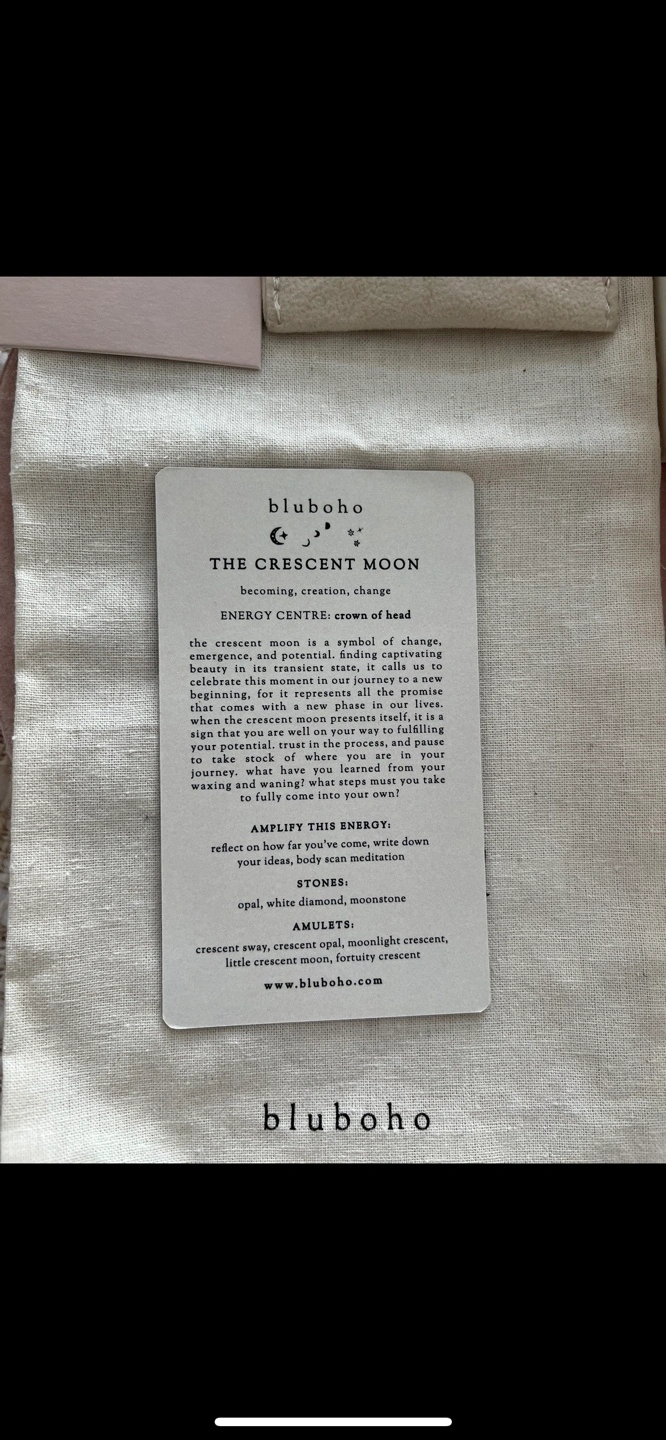 bluboho
THE CRESCENT MOON
becoming, creation, change
ENERGY CENTRE: crown of head
the crescent moon is a symbol of change,
emergence, and potential. finding captivating
beauty in its transient state, it calls us to
celebrate this moment in our journey to a new
beginning, for it represents all the promise
that comes with a new phase in our lives.
when the crescent moon presents itself, it is a
sign that you are well on your way to fulfilling
your potential. trust in the process, and pause
to take stock of where you are in your
journey. what have you learned from your
waxing and waning? what steps must you take
to fully come into your own?
AMPLIFY THIS ENERGY:
reflect on how far you've come, write down
your ideas, body scan meditation
STONES:
opal, white diamond, moonstone
AMULETS:
crescent sway, crescent opal, moonlight crescent,
little crescent moon, fortuity crescent
www.bluboho.com
bluboho